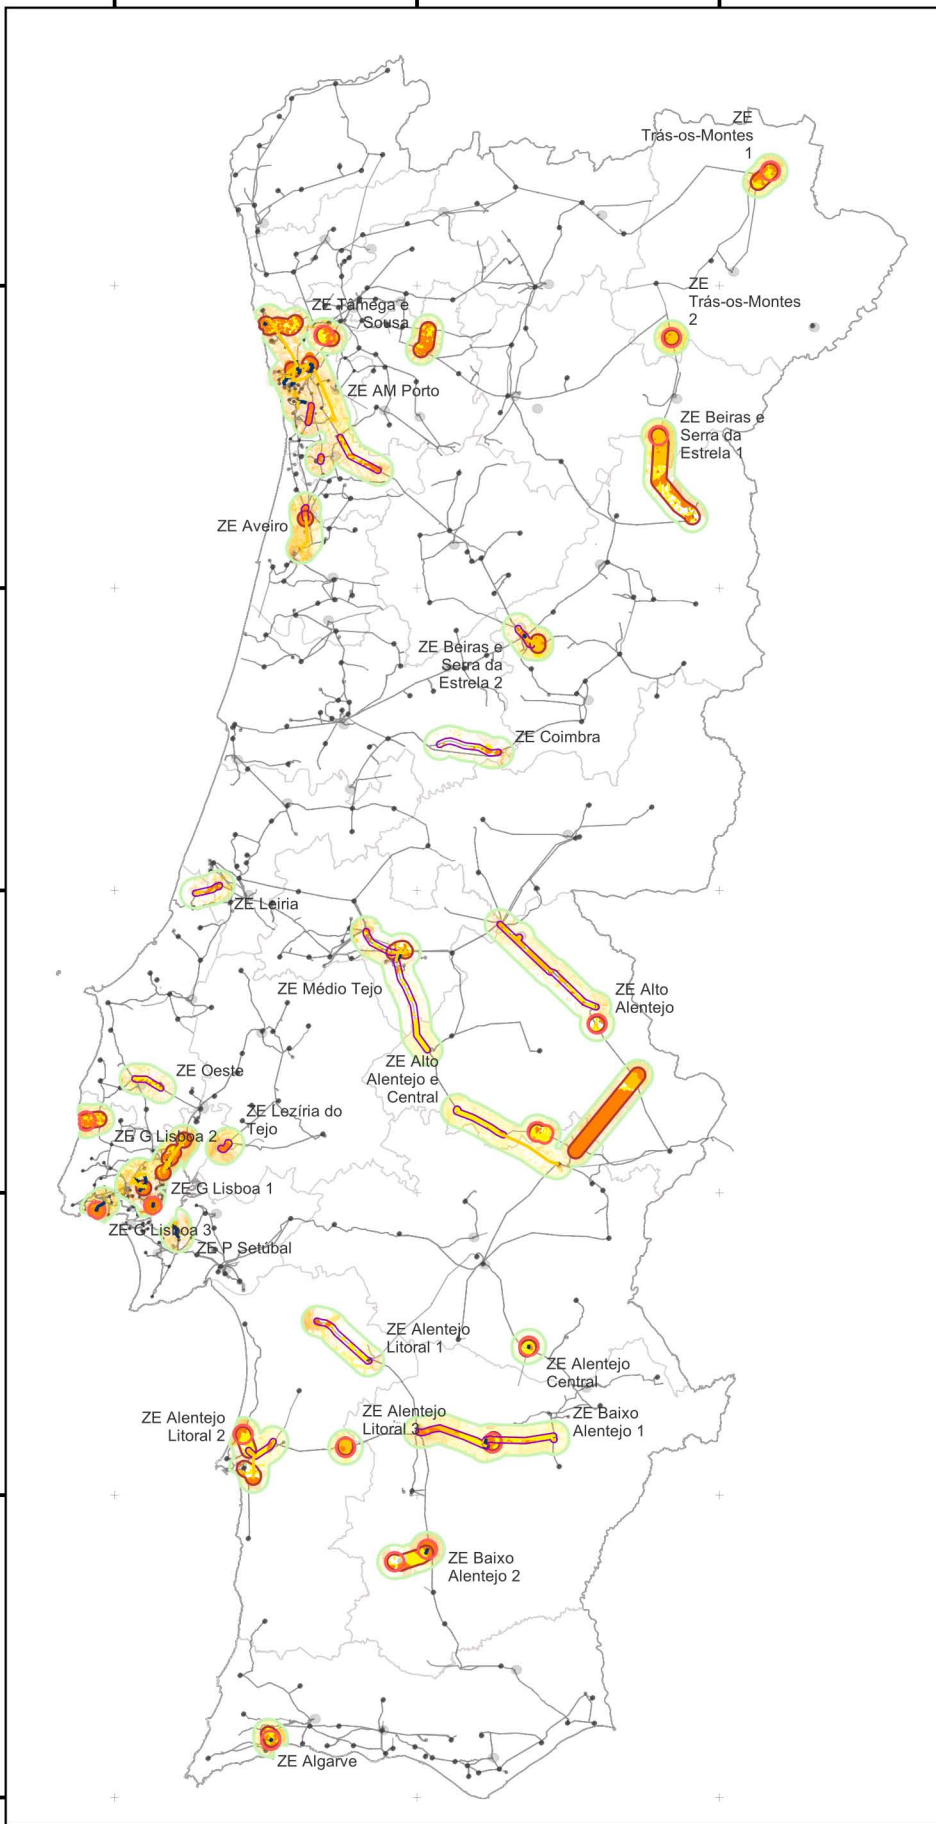 ZE
Trás-os-Montes
1
ZE
Trás-os-Montes
2
ZE Tâmega e
Sousa
ZE AM Porto
ZE Beiras e
Serra da
Estrela 1
ZE Aveiro
ZE Beiras e
Serra da
Estrela 2
ZE Coimbra
ZE Leiria
ZE Médio Tejo
ZE Alto
Alentejo
ZE Alto
Alentejo e
Central
ZE Oeste
ZE Lezíria do
Tejo
ZE G Lisboa 2
ZE G Lisboa 1
ZE G Lisboa 3
ZE P Setúbal
ZE Alentejo
Litoral 1
ZE Alentejo
Central
ZE Alentejo
Litoral 2
ZE Alentejo
Litoral 3
ZE Baixo
Alentejo 1
ZE Baixo
Alentejo 2
ZE Algarve